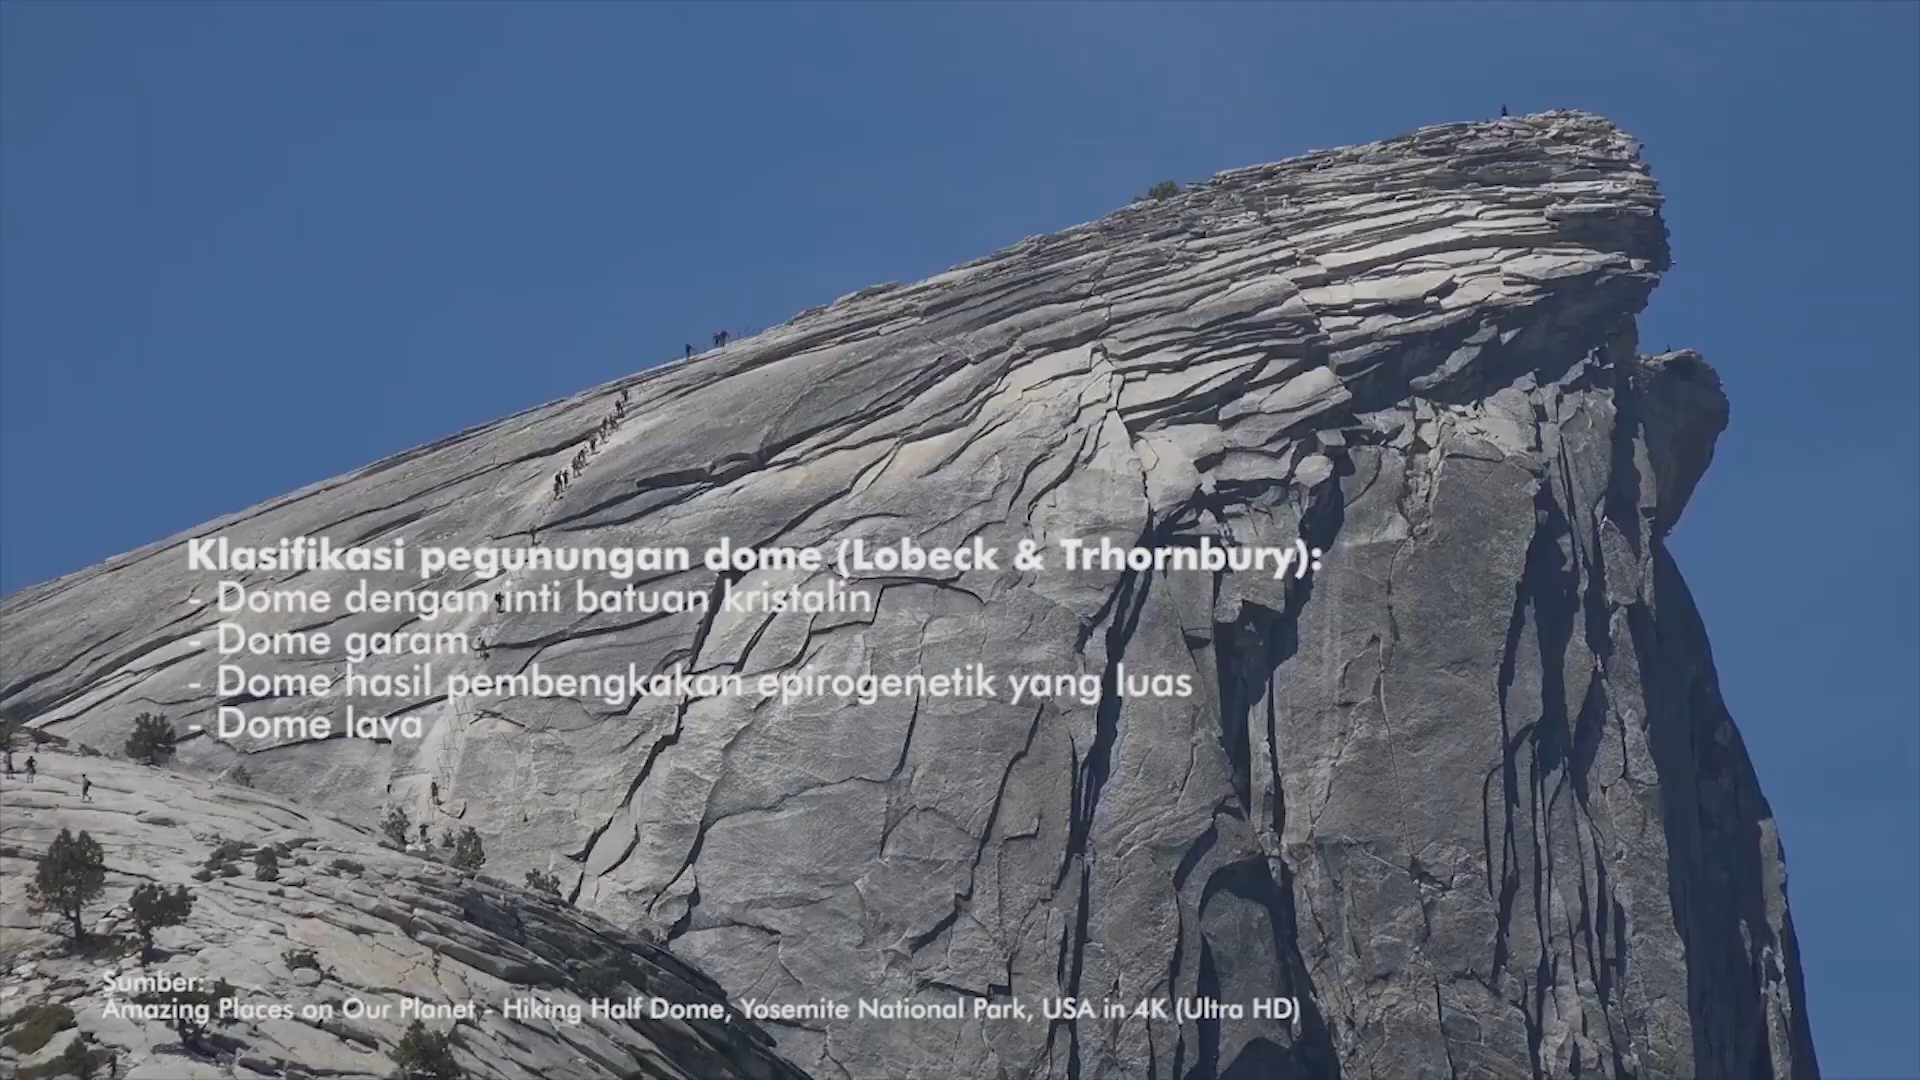 Klasifikasi pegunungan dome (Lobeck & Trhornbury):
- Dome dengan inti batuan kristalin
- Dome garam
- Dome hasil pembengkakan epirogenetik yang luas
- Dome lava
Sumber:
Amazing Places on Our Planet - Hiking Half Dome, Yosemite National Park, USA in 4K (Ultra HD)